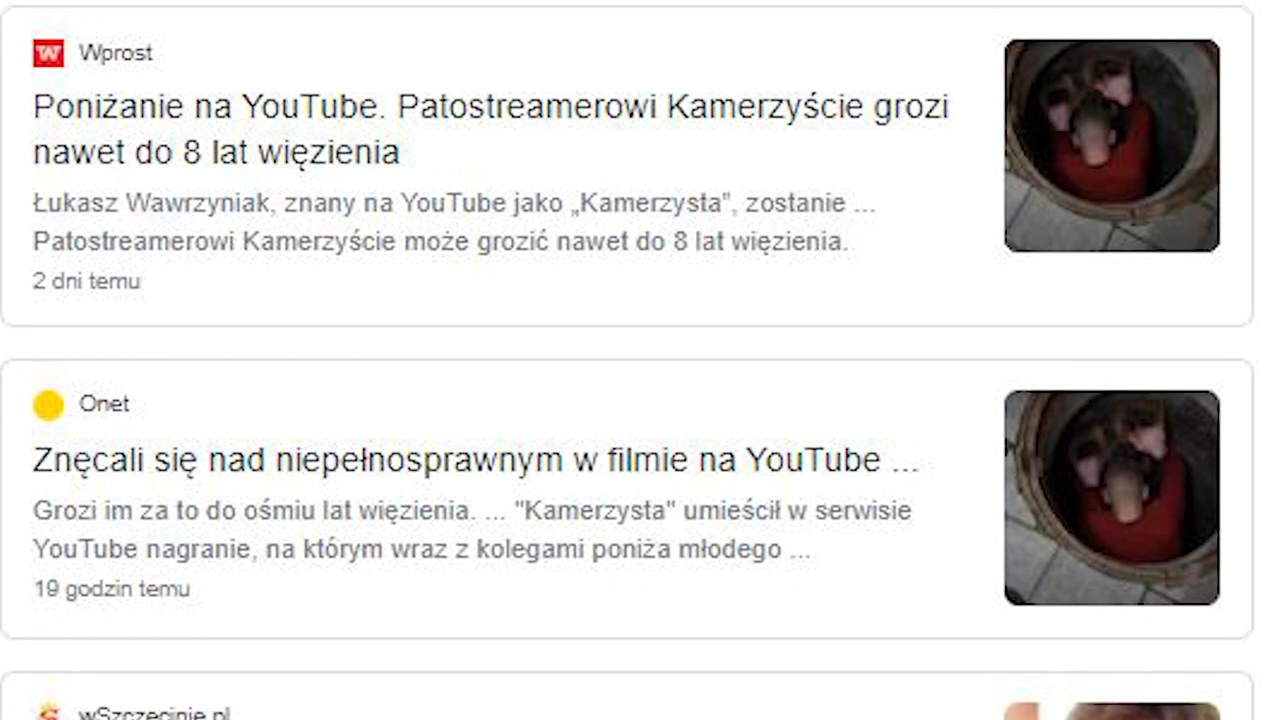 Wprost
Poniżanie na YouTube. Patostreamerowi Kamerzyście grozi
nawet do 8 lat więzienia
Łukasz Wawrzyniak, znany na YouTube jako „Kamerzysta", zostanie ...
Patostreamerowi Kamerzyście może grozić nawet do 8 lat więzienia.
2 dni temu
Onet
Znęcali się nad niepełnosprawnym w filmie na YouTube ...
Grozi im za to do ośmiu lat więzienia. ... "Kamerzysta" umieścił w serwisie
YouTube nagranie, na którym wraz z kolegami poniża młodego ...
19 godzin temu
wSzczecinie.pl